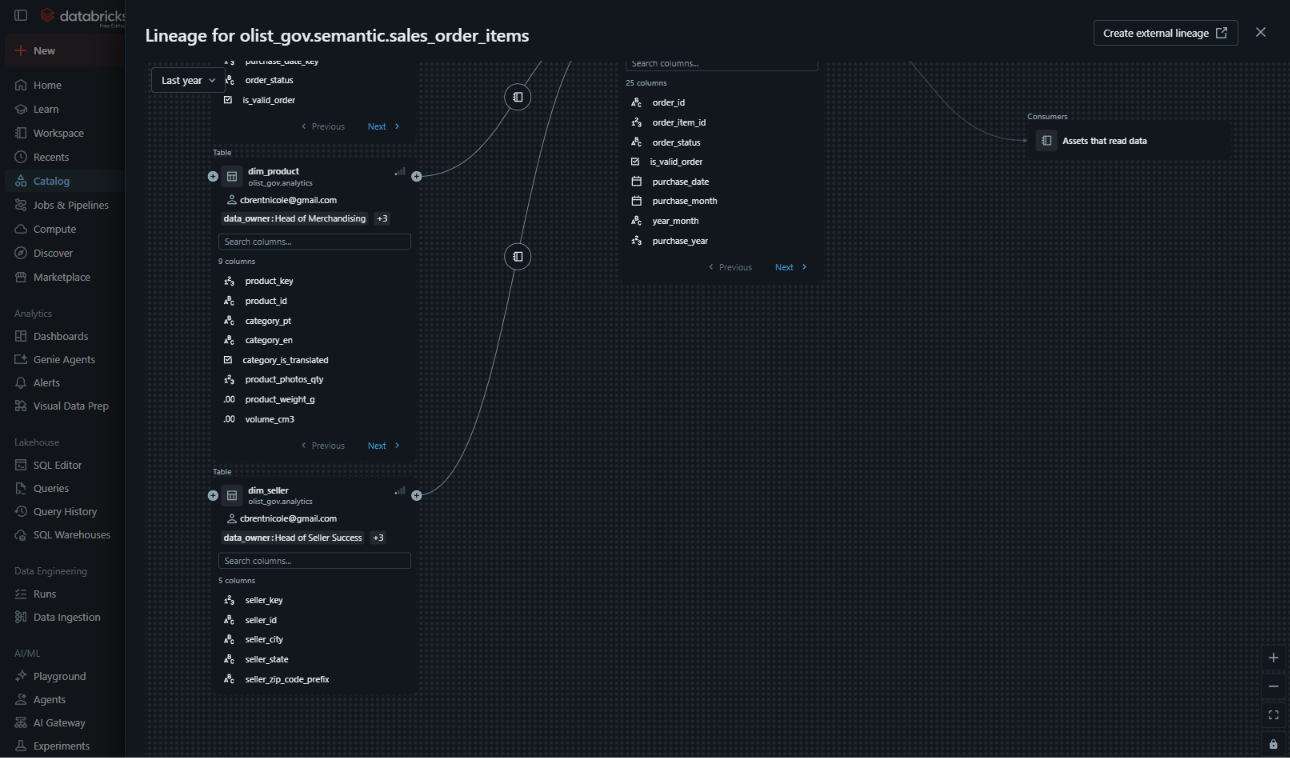 databricks
Free Edition
New
Home
Learn
Workspace
Recents
Catalog
Jobs & Pipelines
Compute
Discover
Marketplace
Analytics
Dashboards
Genie Agents
Alerts
Visual Data Prep
Lakehouse
SQL Editor
Queries
Query History
SQL Warehouses
Data Engineering
Runs
Data Ingestion
AI/ML
Playground
Agents
AI Gateway
Experiments
Lineage for olist_gov.semantic.sales_order_items
Create external lineage
Last year
purchase_date_key
order_status
is_valid_order
Previous Next
Table
dim_product
olist_gov.analytics
cbrentnicole@gmail.com
data_owner: Head of Merchandising +3
Search columns...
9 columns
product_key
product_id
category_pt
category_en
category_is_translated
product_photos_qty
product_weight_g
volume_cm3
Previous Next
Table
dim_seller
olist_gov.analytics
cbrentnicole@gmail.com
data_owner: Head of Seller Success +3
Search columns...
5 columns
seller_key
seller_id
seller_city
seller_state
seller_zip_code_prefix
Search columns...
25 columns
order_id
order_item_id
order_status
is_valid_order
purchase_date
purchase_month
year_month
purchase_year
Previous Next
Consumers
Assets that read data